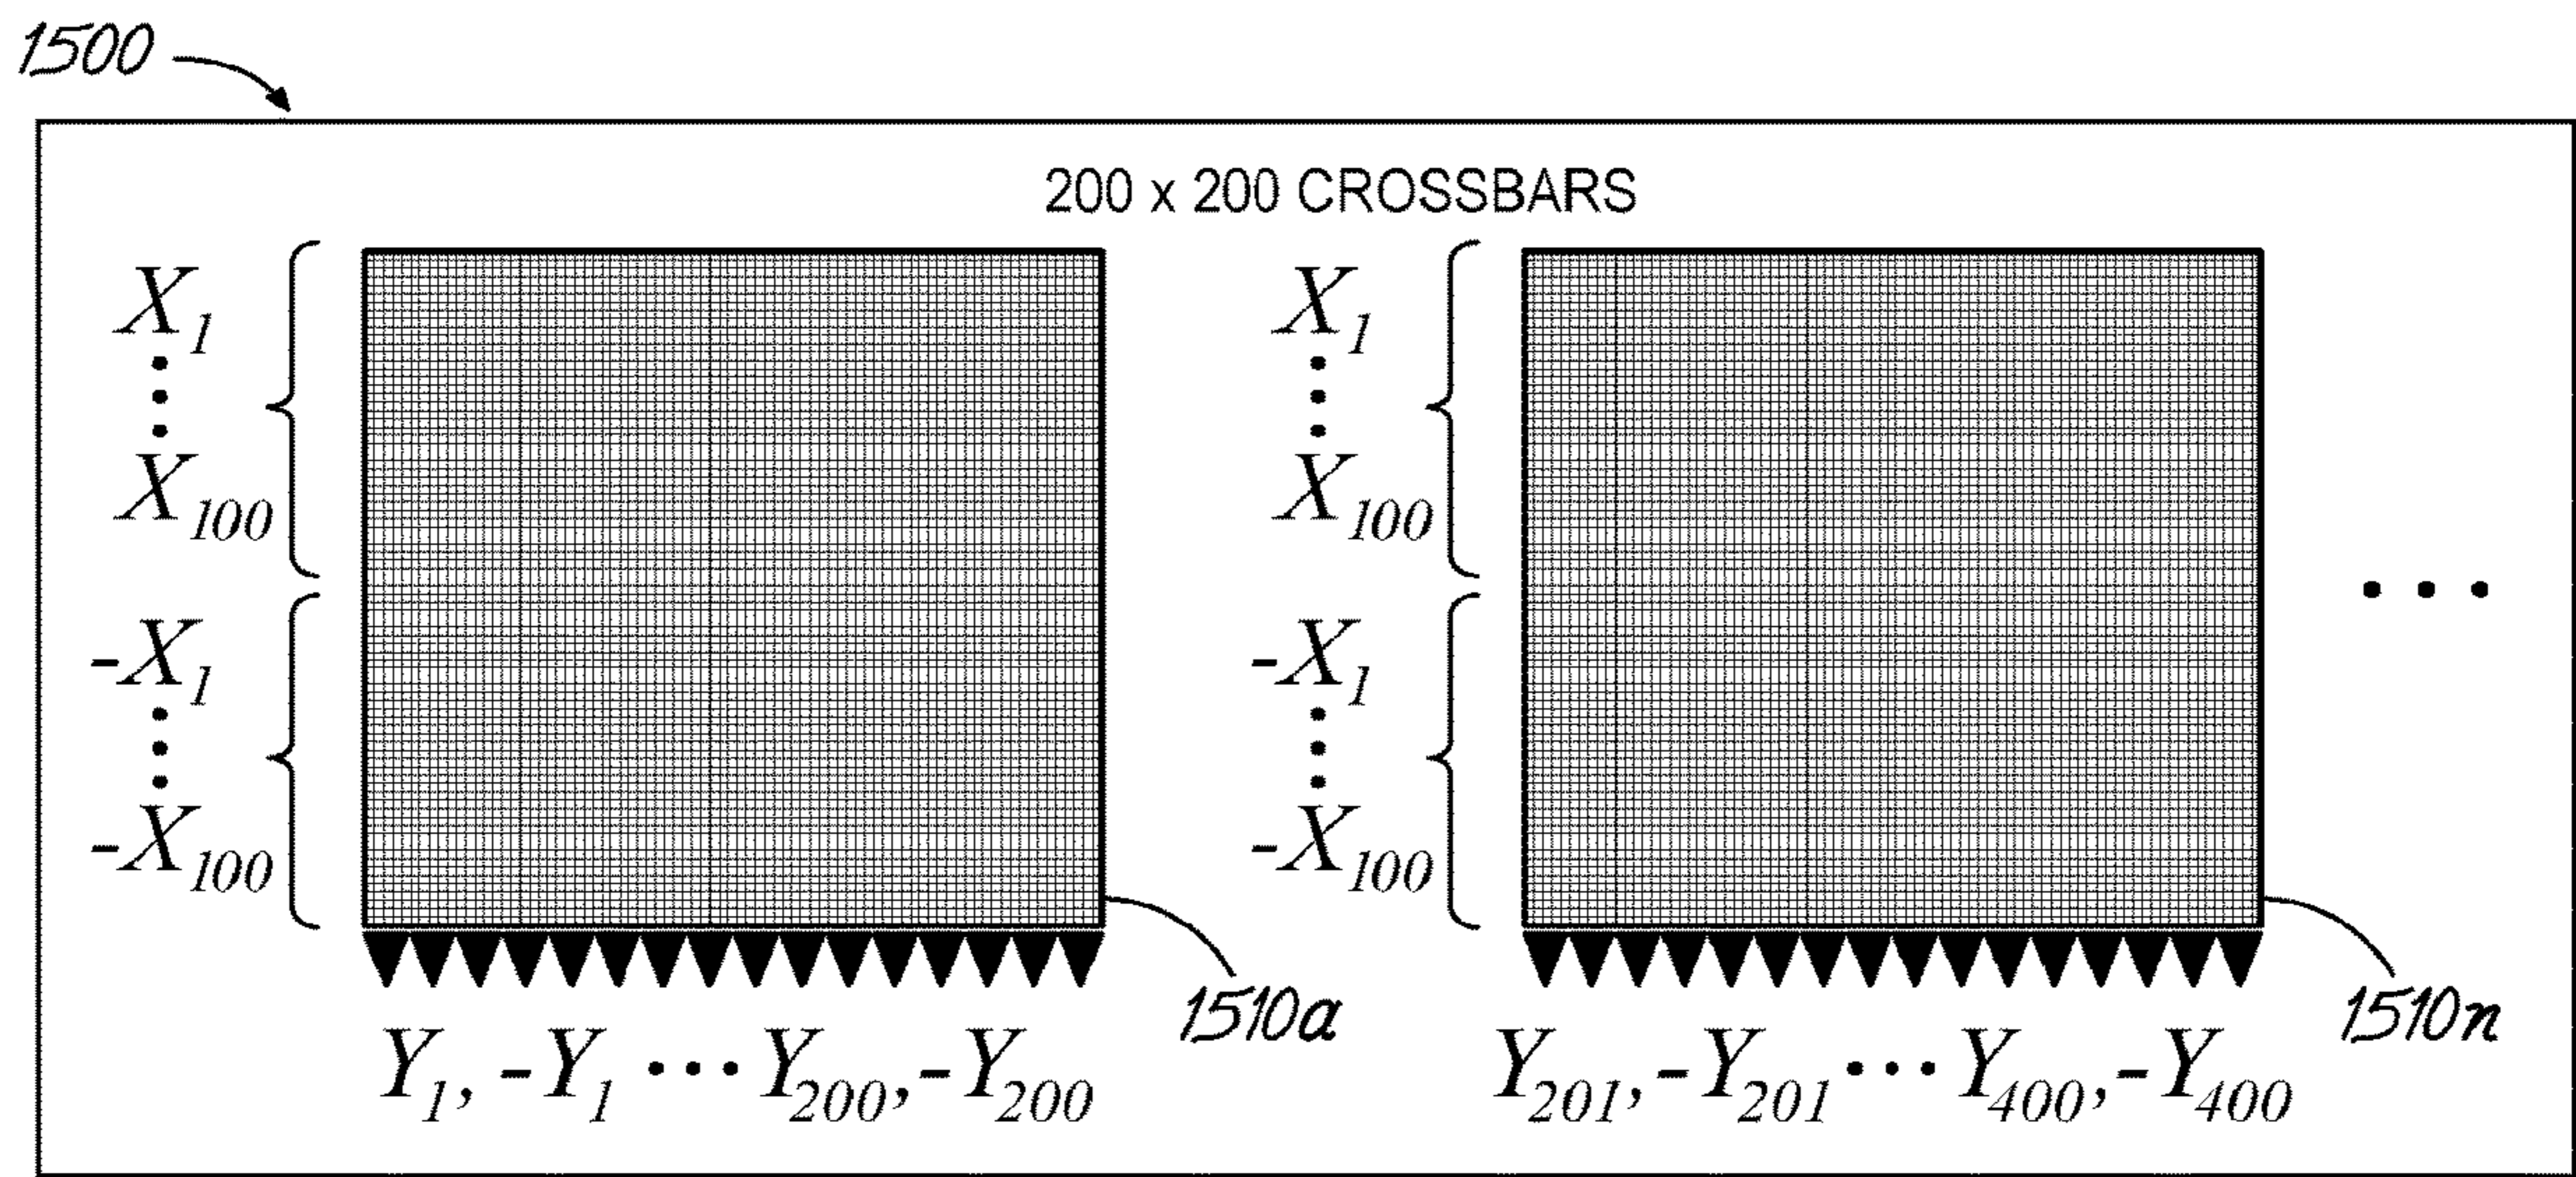 1500
200 x 200 CROSSBARS
X1
X100
-X1
-X100
X1
X100
-X1
-X100
1510a
1510n
Y1, -Y1 ··· Y200, -Y200
Y201, -Y201 ··· Y400, -Y400